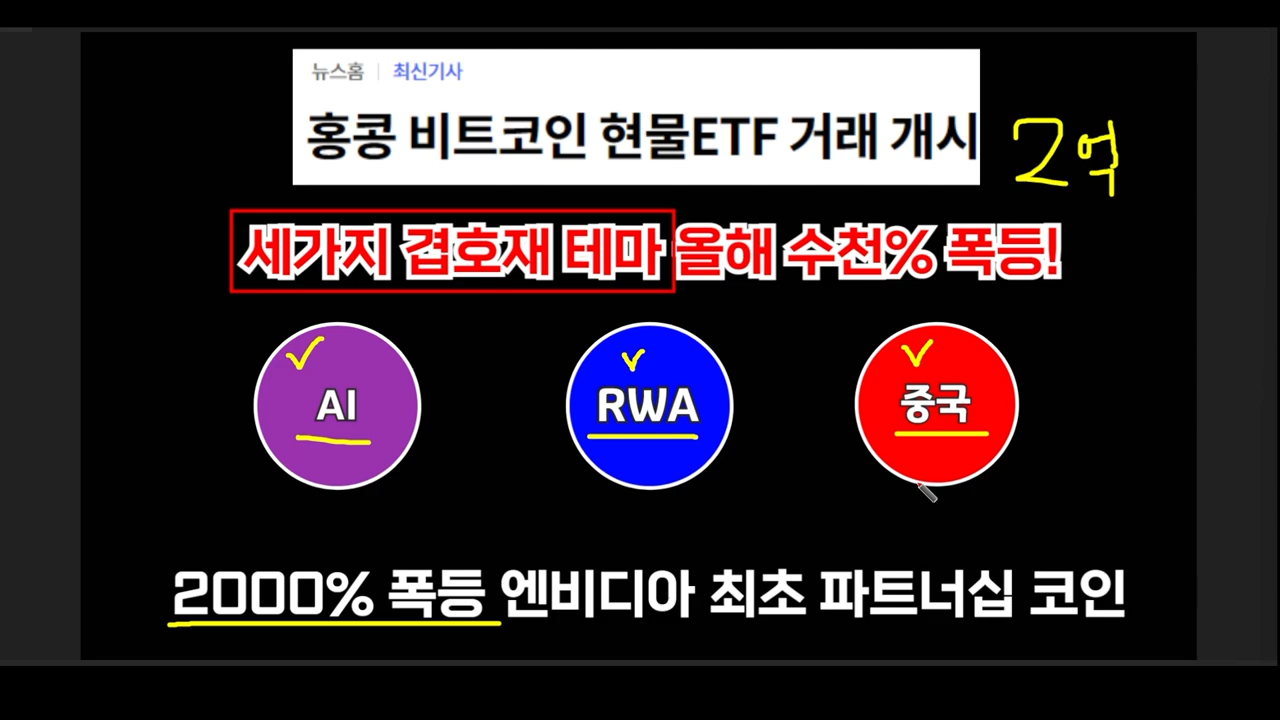 뉴스홈 | 최신기사
홍콩 비트코인 현물ETF 거래 개시
2억
세가지 겹호재 테마 올해 수천% 폭등!
AI
RWA
중국
2000% 폭등 엔비디아 최초 파트너십 코인